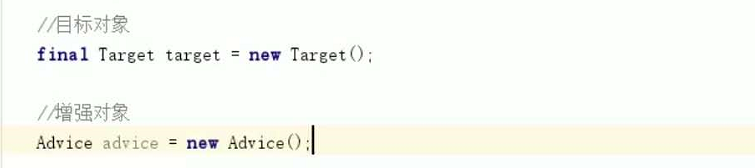 //目标对象
final Target target = new Target();
//增强对象
Advice advice = new Advice();